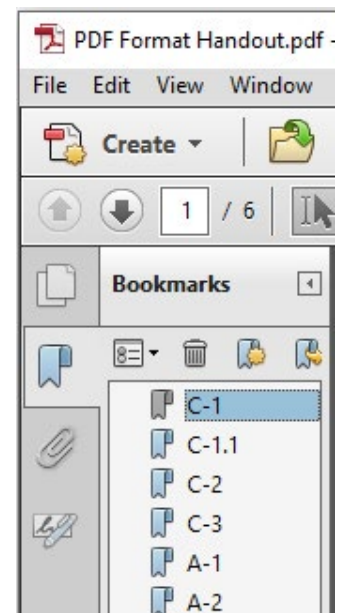 PDF Format Handout.pdf -
File Edit View Window
Create
1 / 6
Bookmarks
C-1
C-1.1
C-2
C-3
A-1
A-2